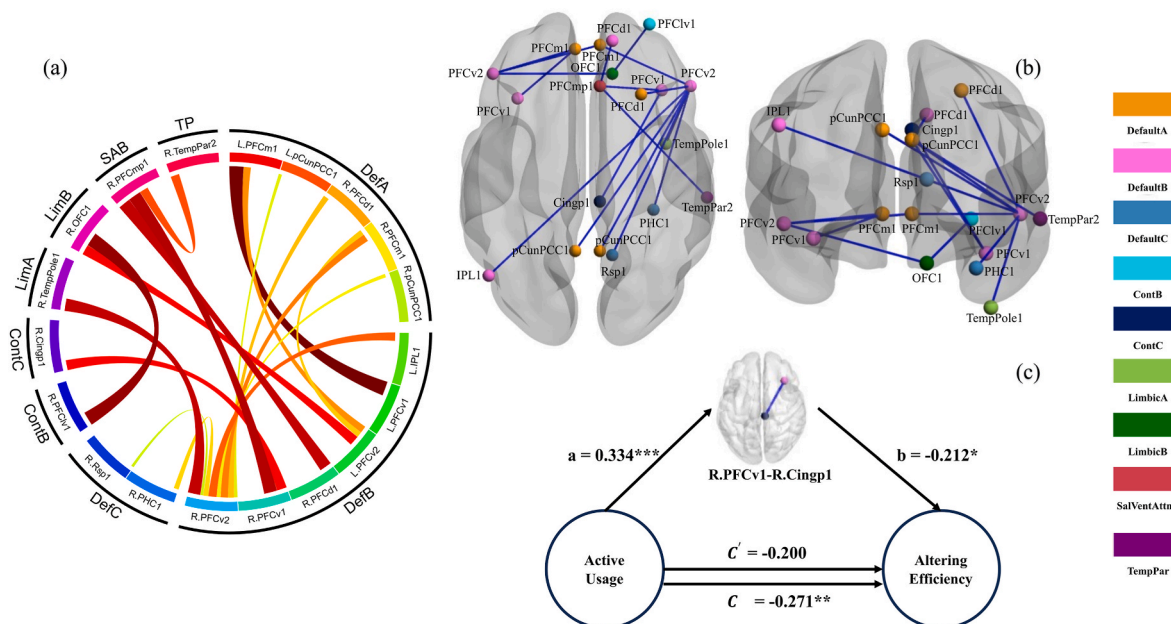 (a)
TP
SAB
LimB
LimA
ContC
ContB
DefC
DefB
DefA
R.TempPar2
R.PFCmp1
R.OFC1
R.TempPole1
R.Cingp1
R.PFClv1
R.Rsp1
R.PHC1
R.PFCv2
R.PFCv1
R.PFCd1
L.PFCv2
L.PFCv1
L.IPL1
R.pCunPCC1
R.PFCm1
R.PFCd1
L.pCunPCC1
L.PFCm1
PFClv1
PFCd1
PFCm1
PFCm1
OFC1
PFCv2
PFCv2
PFCv1
PFCmp1
PFCd1
PFCv1
TempPole1
TempPar2
Cingp1
PHC1
pCunPCC1
pCunPCC1
Rsp1
IPL1
(b)
PFCd1
IPL1
PFCd1
pCunPCC1
Cingp1
pCunPCC1
Rsp1
PFCv2
TempPar2
PFCv2
PFCv1
PFCm1
PFCm1
PFClv1
PFCv1
OFC1
PHC1
TempPole1
DefaultA
DefaultB
DefaultC
ContB
ContC
LimbicA
LimbicB
SalVentAttn
TempPar
(c)
a = 0.334***
R.PFCv1-R.Cingp1
b = -0.212*
Active
Usage
C' = -0.200
C = -0.271**
Altering
Efficiency